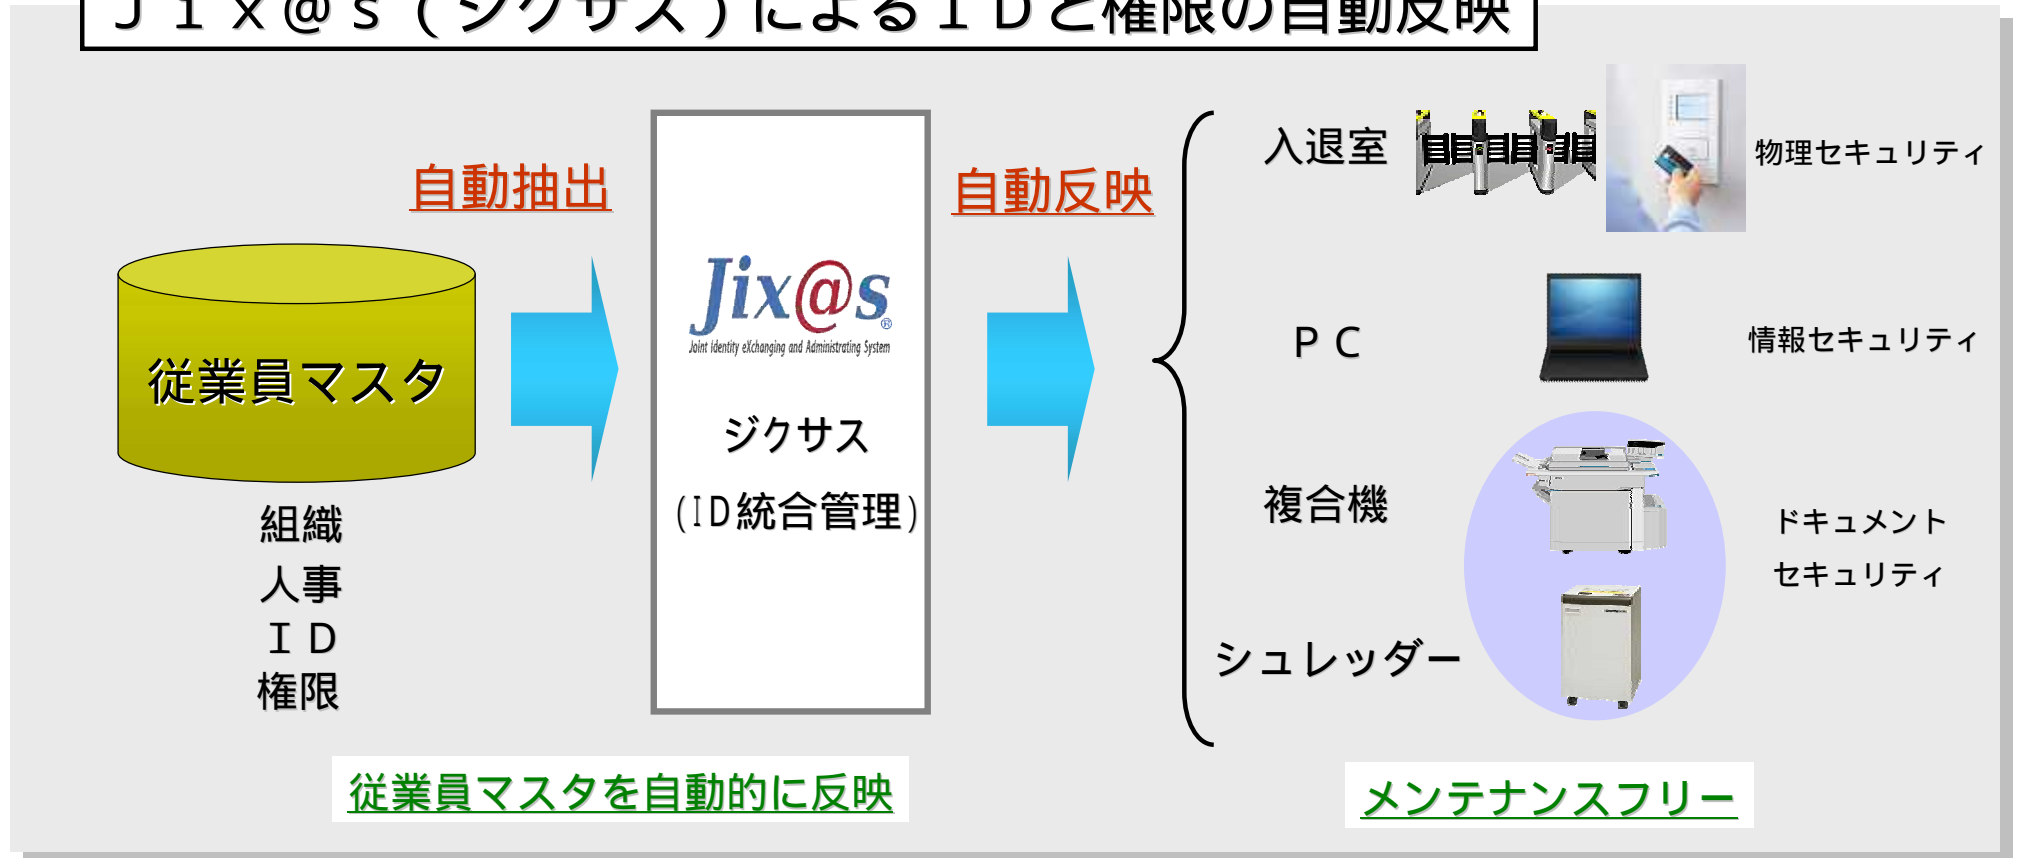 Ｊｉｘ＠ｓ（ジクサス）によるＩＤと権限の自動反映
自動抽出
従業員マスタ
組織
人事
ＩＤ
権限
Jix@s®
Joint identity eXchanging and Administrating System
ジクサス
(ID統合管理)
自動反映
入退室
物理セキュリティ
ＰＣ
情報セキュリティ
複合機
ドキュメント
セキュリティ
シュレッダー
従業員マスタを自動的に反映
メンテナンスフリー